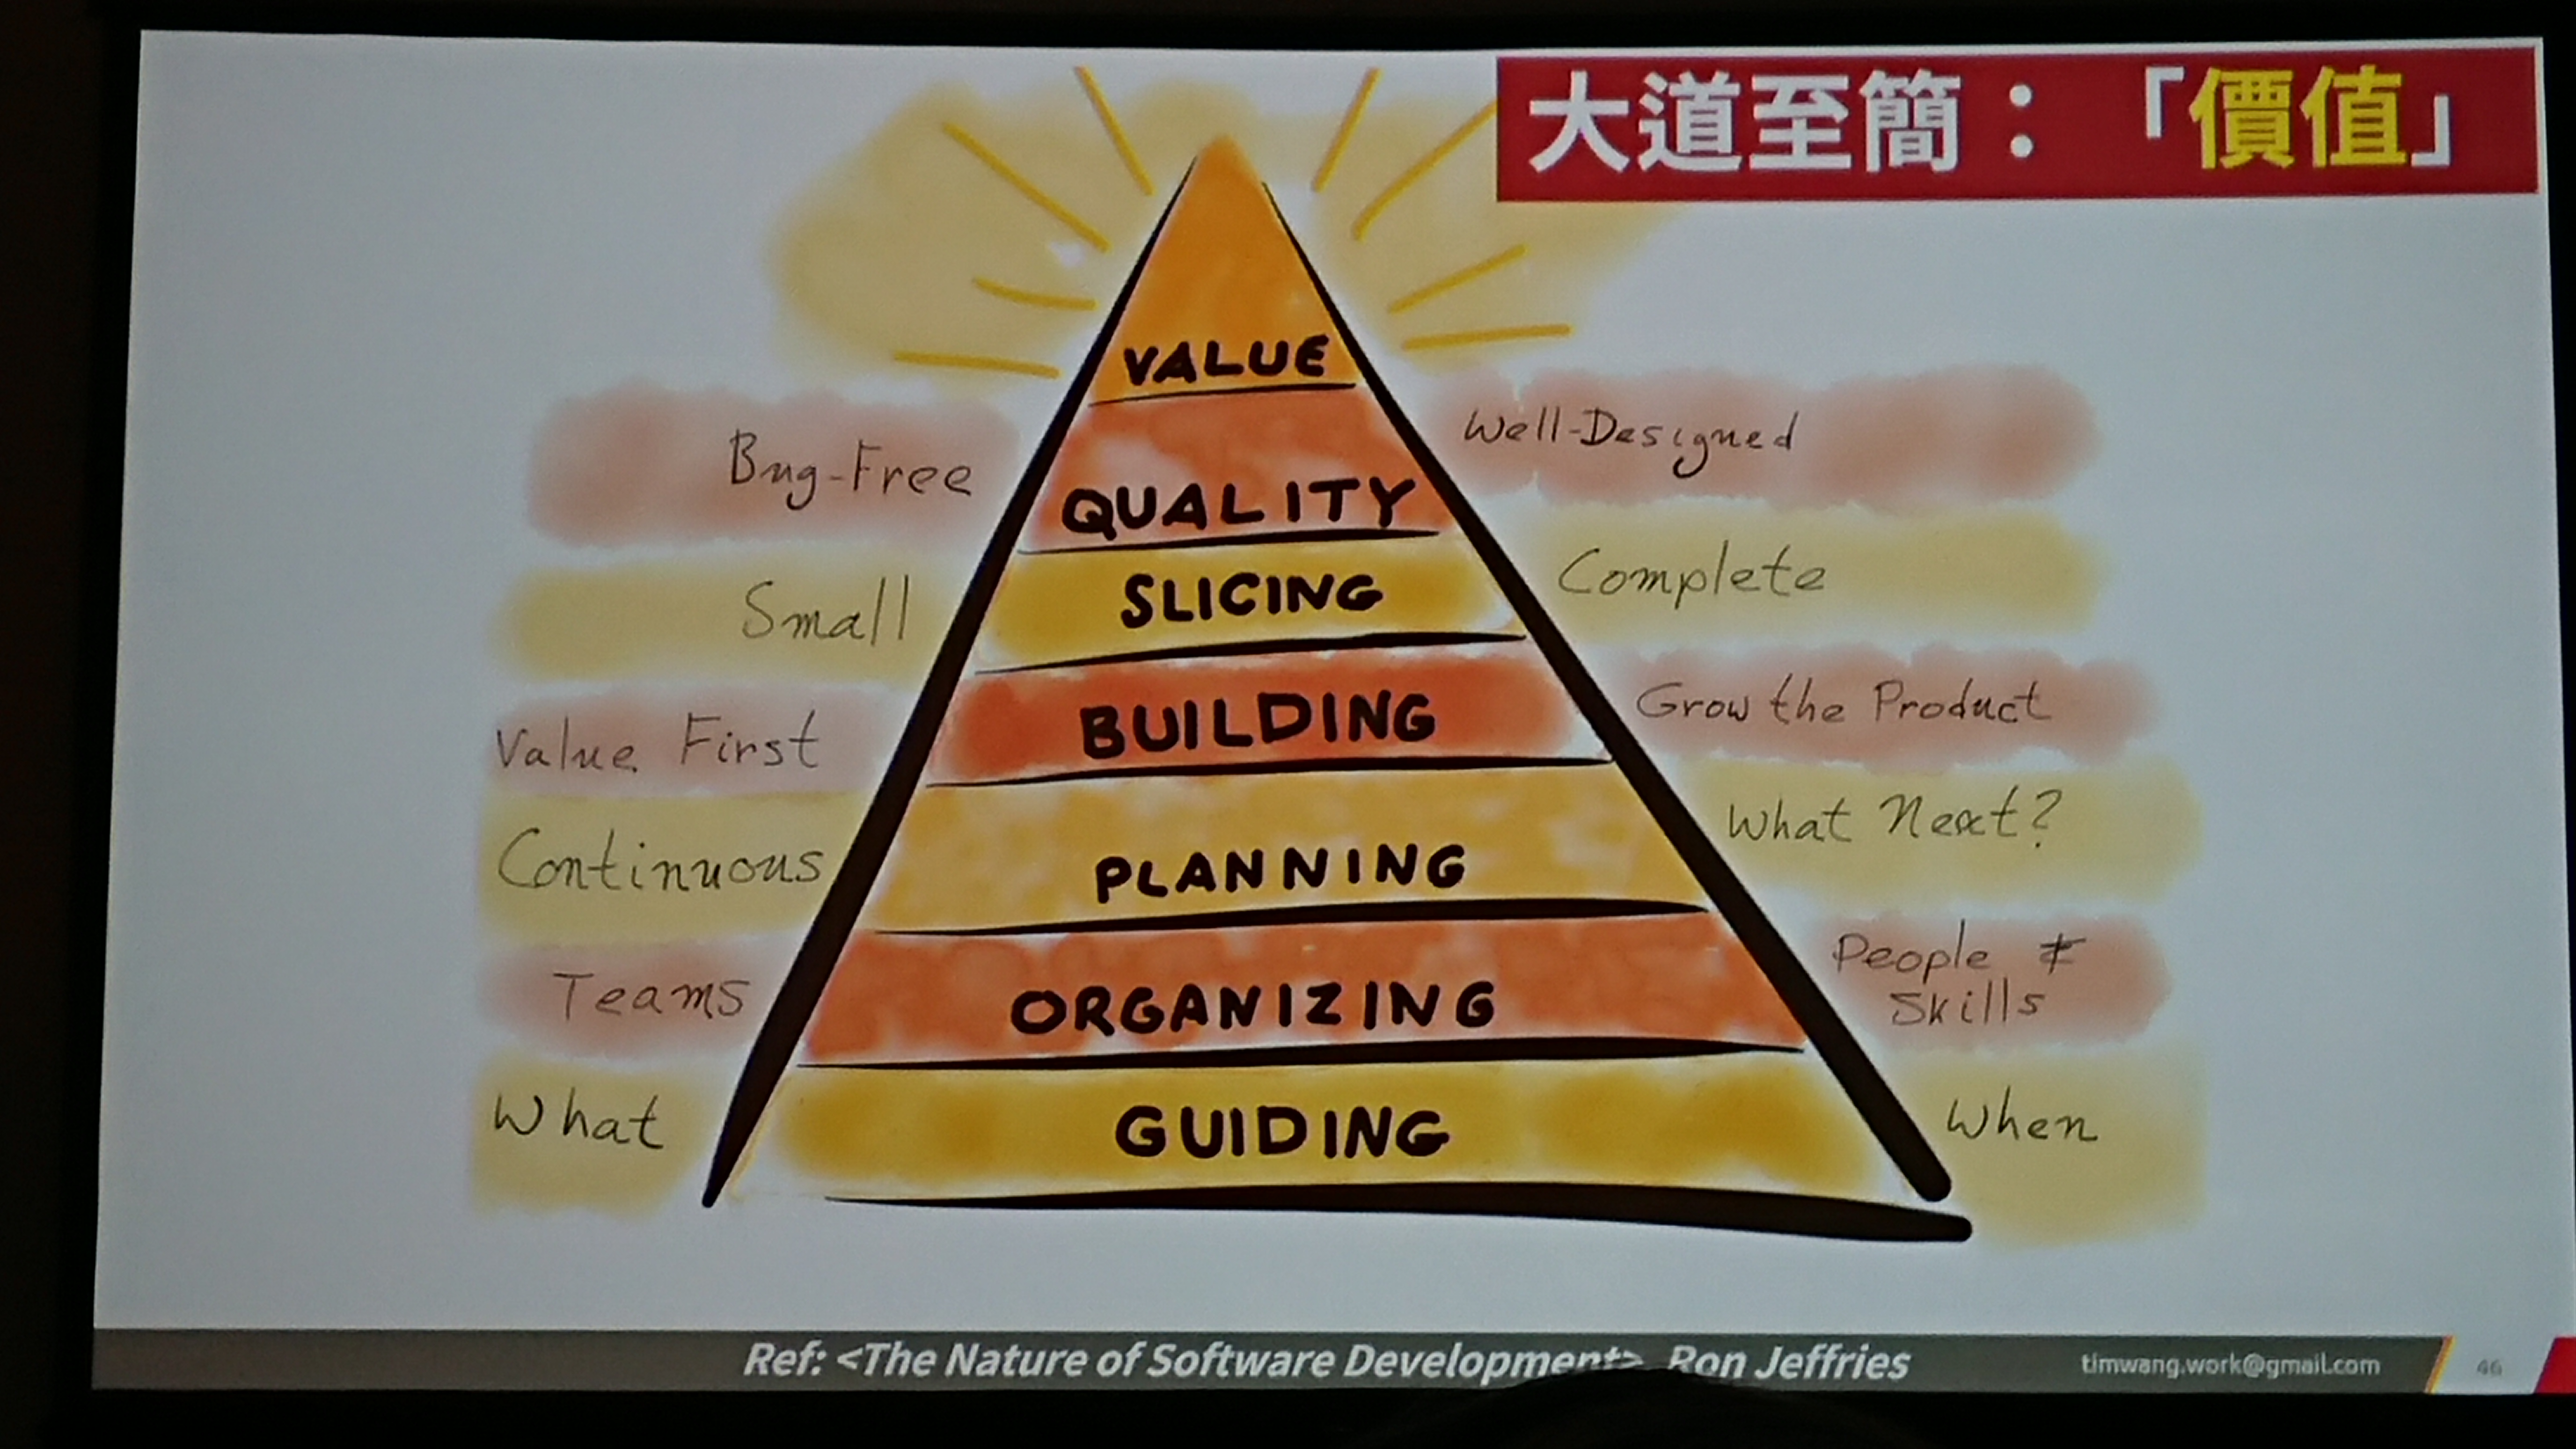 大道至簡：「價值」
VALUE
Bug-Free
Well-Designed
QUALITY
Small
SLICING
Complete
Value First
BUILDING
Grow the Product
Continuous
PLANNING
What Next?
Teams
ORGANIZING
People &
Skills
What
GUIDING
When
Ref: <The Nature of Software Development> Ron Jeffries
timwang.work@gmail.com
46